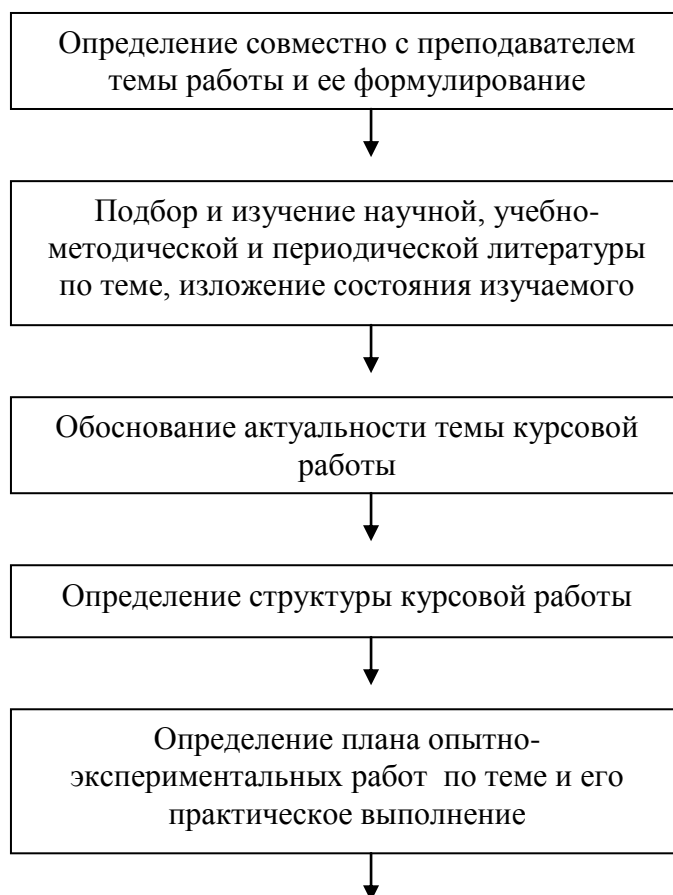 Определение совместно с преподавателем
темы работы и ее формулирование
Подбор и изучение научной, учебно-
методической и периодической литературы
по теме, изложение состояния изучаемого
Обоснование актуальности темы курсовой
работы
Определение структуры курсовой работы
Определение плана опытно-
экспериментальных работ по теме и его
практическое выполнение